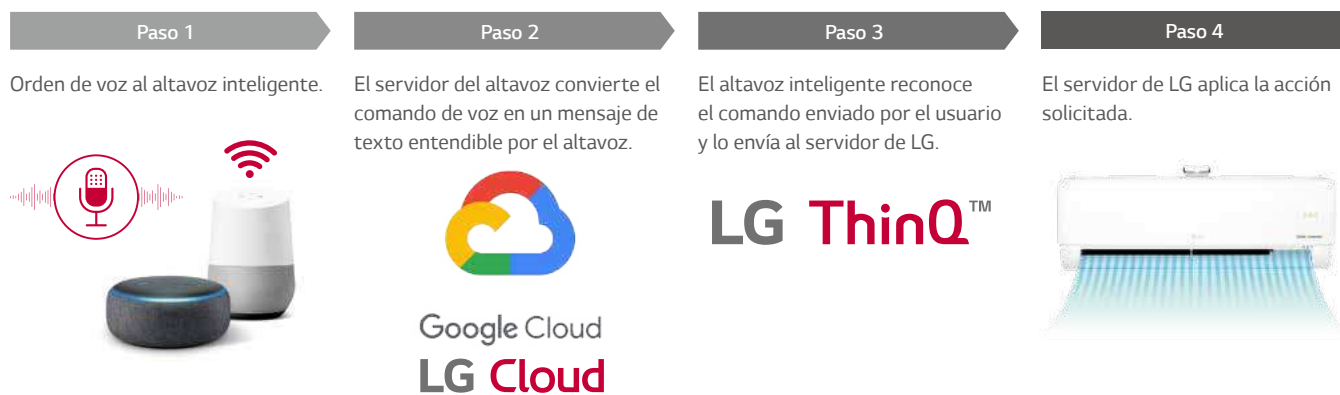 Paso 1
Orden de voz al altavoz inteligente.
Paso 2
El servidor del altavoz convierte el
comando de voz en un mensaje de
texto entendible por el altavoz.
Google Cloud
LG Cloud
Paso 3
El altavoz inteligente reconoce
el comando enviado por el usuario
y lo envía al servidor de LG.
LG ThinQ™
Paso 4
El servidor de LG aplica la acción
solicitada.